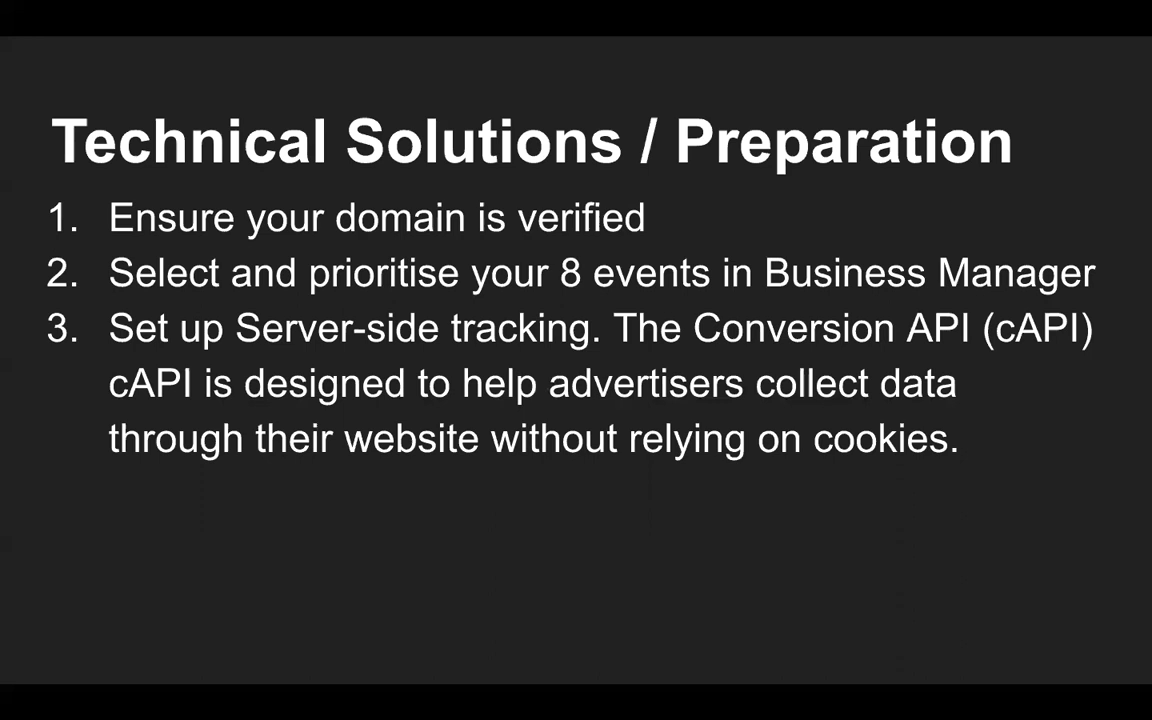 Technical Solutions / Preparation
1. Ensure your domain is verified
2. Select and prioritise your 8 events in Business Manager
3. Set up Server-side tracking. The Conversion API (cAPI)
cAPI is designed to help advertisers collect data
through their website without relying on cookies.